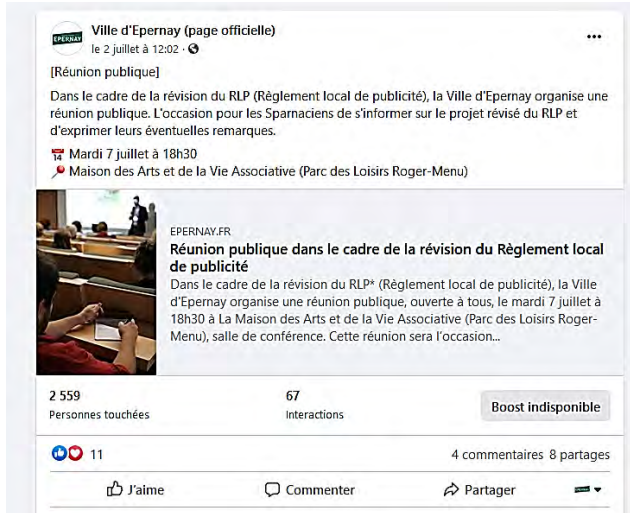 EPERNAY
Ville d'Epernay (page officielle)
le 2 juillet à 12:02 ·
[Réunion publique]
Dans le cadre de la révision du RLP (Règlement local de publicité), la Ville d'Epernay organise une
réunion publique. L'occasion pour les Sparnaciens de s'informer sur le projet révisé du RLP et
d'exprimer leurs éventuelles remarques.
14 Mardi 7 juillet à 18h30
Maison des Arts et de la Vie Associative (Parc des Loisirs Roger-Menu)
EPERNAY.FR
Réunion publique dans le cadre de la révision du Règlement local
de publicité
Dans le cadre de la révision du RLP* (Règlement local de publicité), la Ville
d'Epernay organise une réunion publique, ouverte à tous, le mardi 7 juillet à
18h30 à La Maison des Arts et de la Vie Associative (Parc des Loisirs Roger-
Menu), salle de conférence. Cette réunion sera l'occasion...
2 559
Personnes touchées
67
Interactions
Boost indisponible
11
4 commentaires 8 partages
J'aime
Commenter
Partager